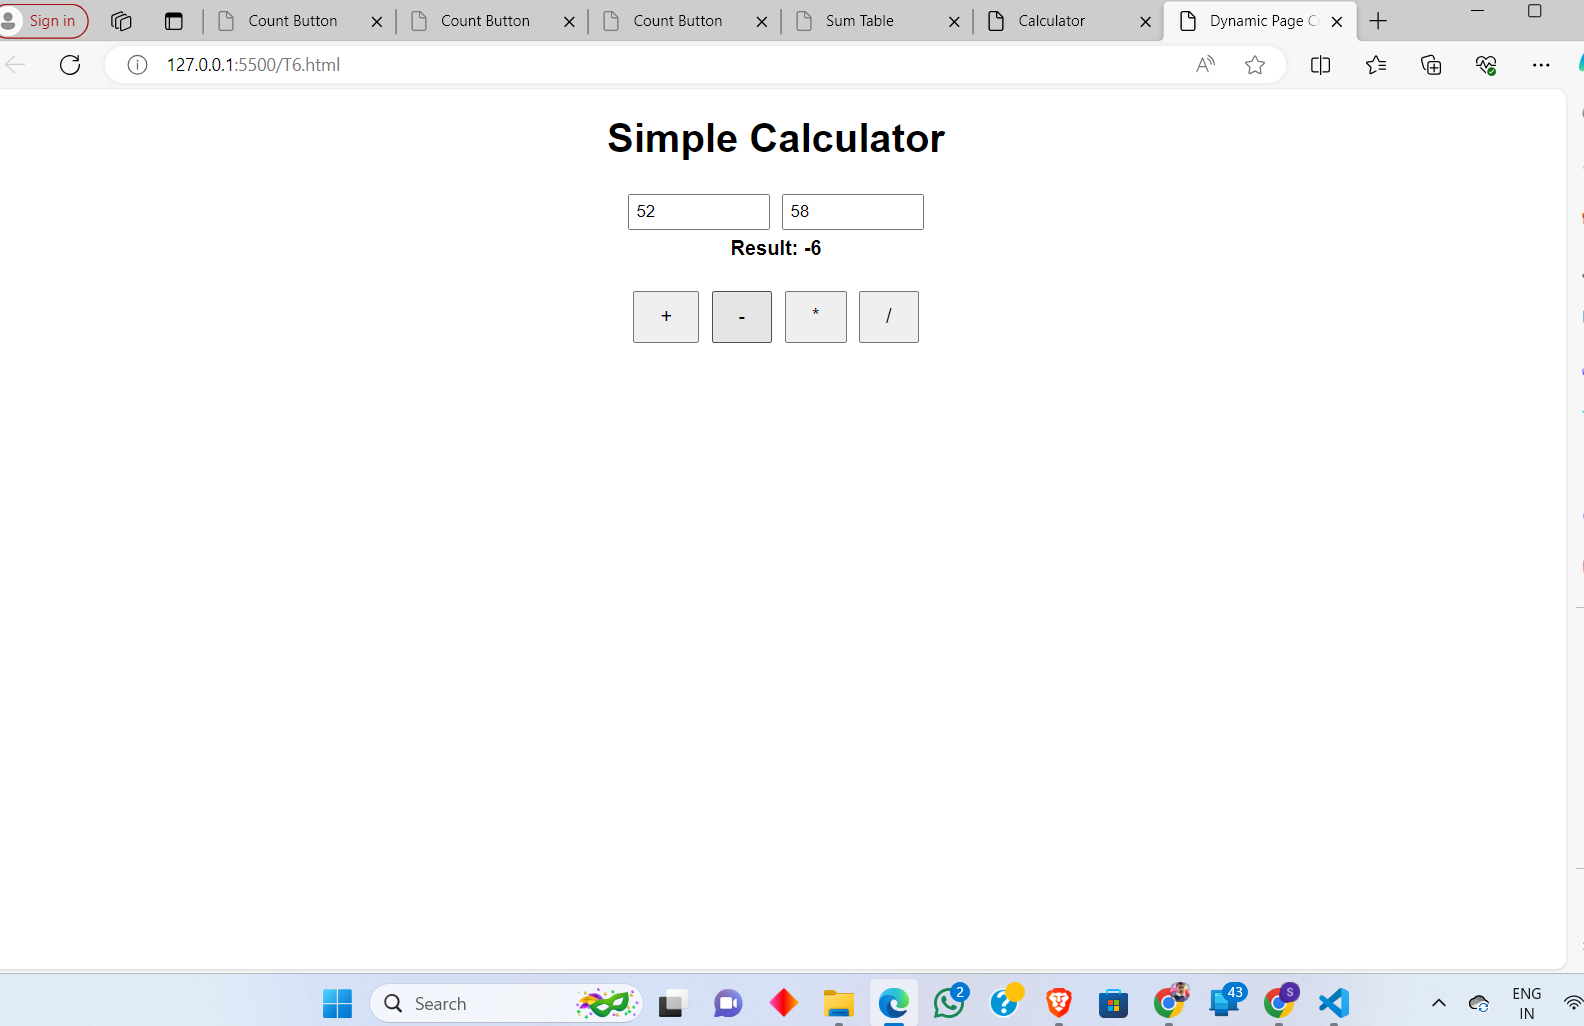 Sign in
Count Button
Count Button
Count Button
Sum Table
Calculator
Dynamic Page
127.0.0.1:5500/T6.html
Simple Calculator
52 58
Result: -6
+ - * /
Search
2
43
S
ENG
IN